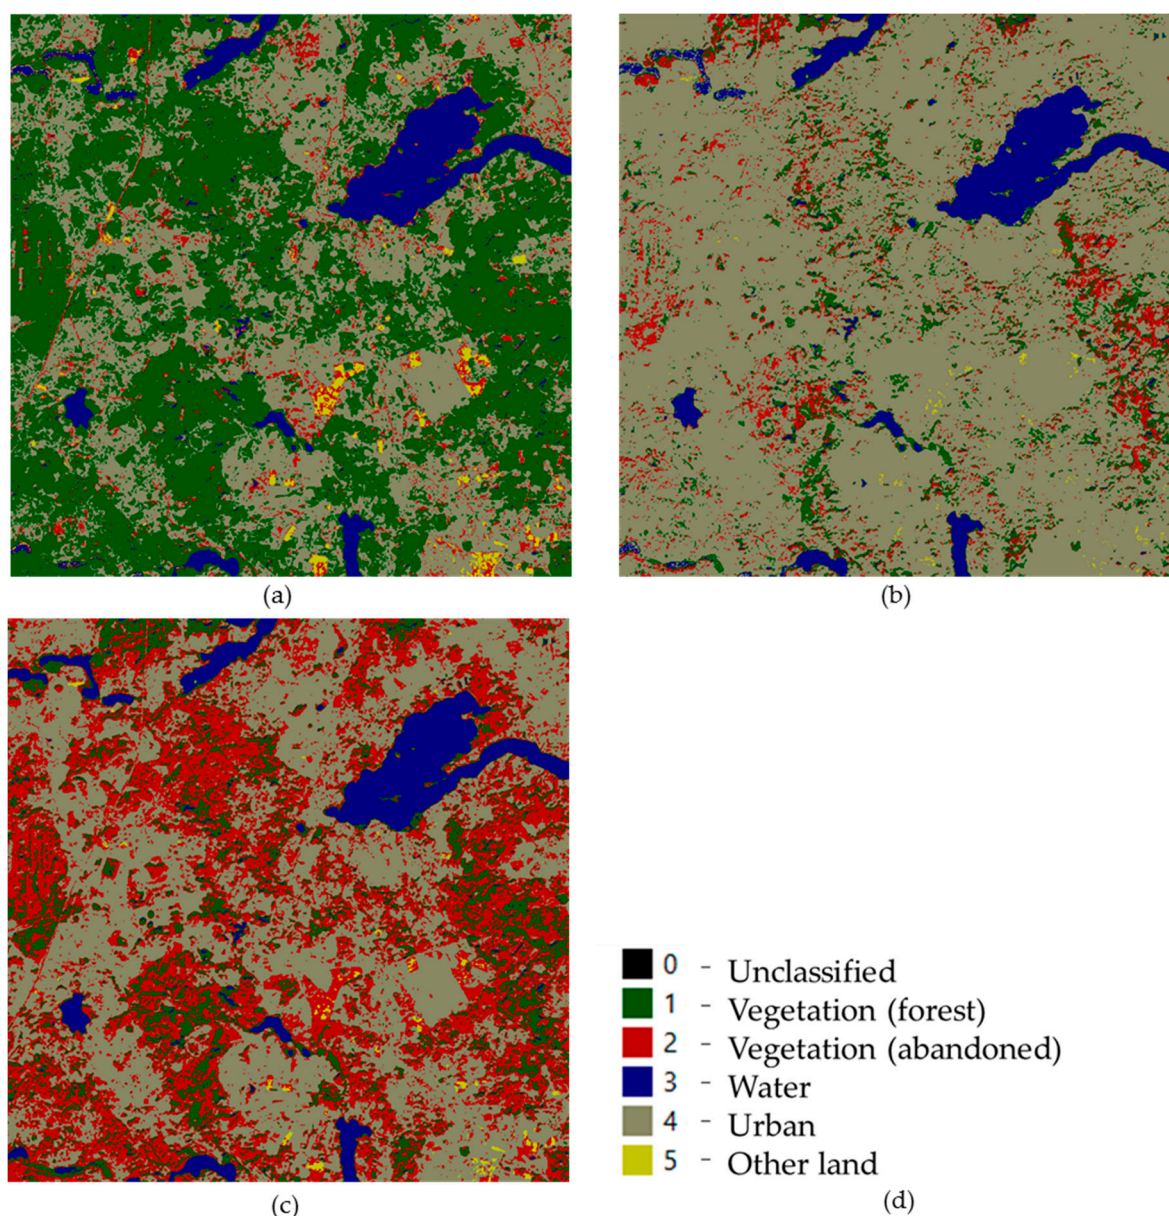 (a)
(b)
0 - Unclassified
1 - Vegetation (forest)
2 - Vegetation (abandoned)
3 - Water
4 - Urban
5 - Other land
(c)
(d)